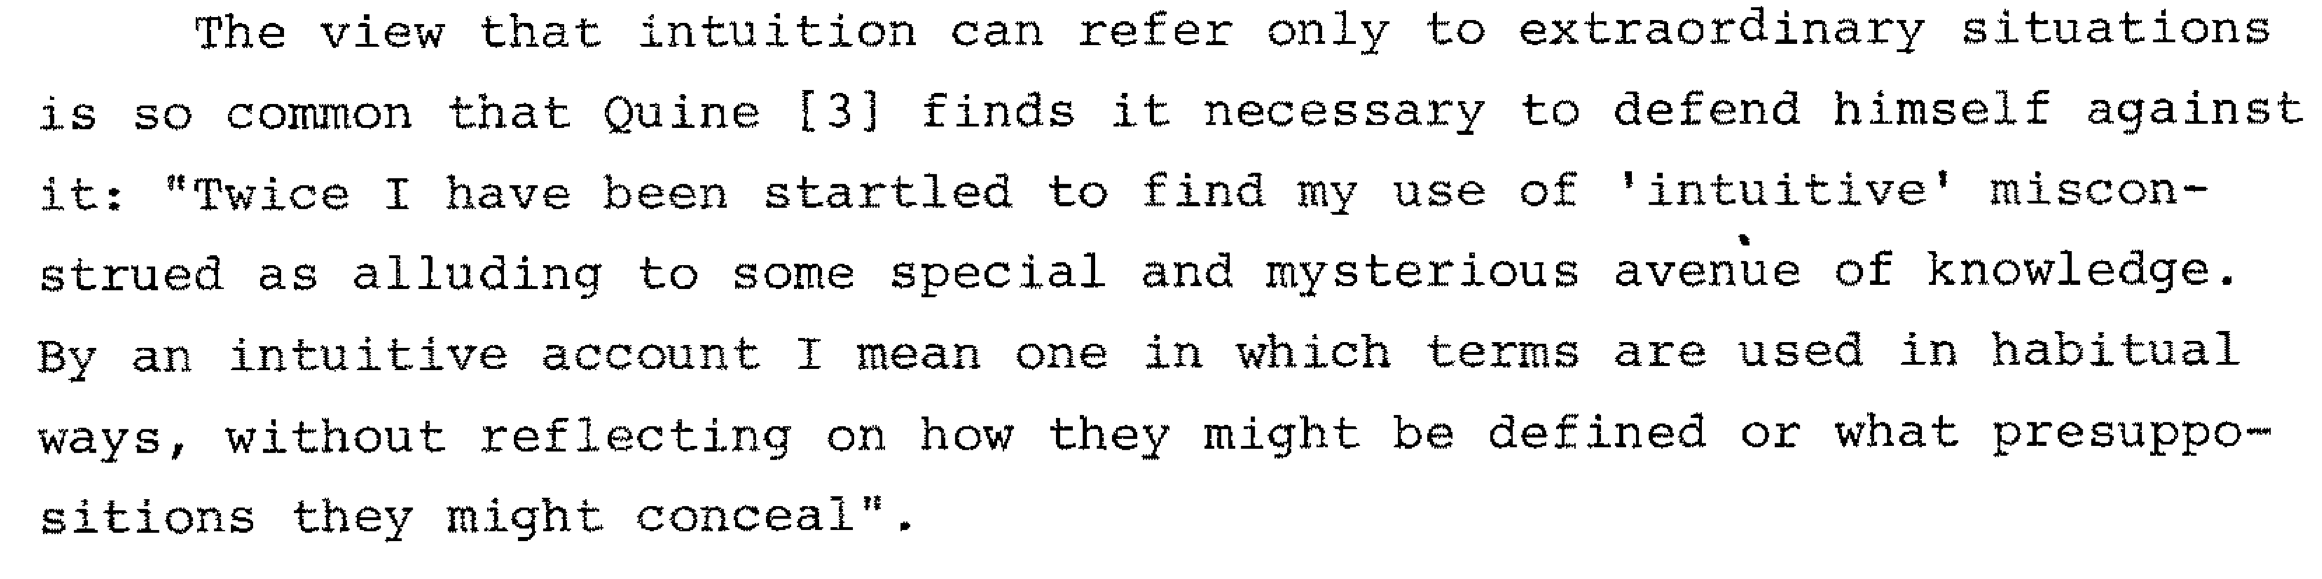 The view that intuition can refer only to extraordinary situations
is so common that Quine [3] finds it necessary to defend himself against
it: "Twice I have been startled to find my use of 'intuitive' miscon-
strued as alluding to some special and mysterious avenue of knowledge.
By an intuitive account I mean one in which terms are used in habitual
ways, without reflecting on how they might be defined or what presuppo-
sitions they might conceal".